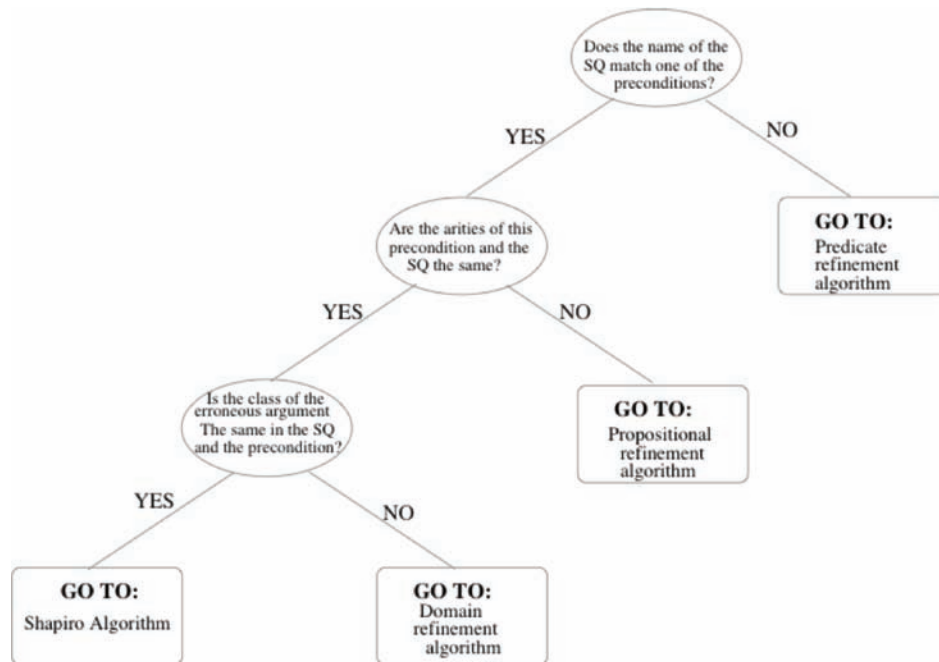 Does the name of the
SQ match one of the
preconditions?
YES
NO
Are the arities of this
precondition and the
SQ the same?
GO TO:
Predicate
refinement
algorithm
YES
NO
Is the class of the
erroneous argument
The same in the SQ
and the precondition?
GO TO:
Propositional
refinement
algorithm
YES
NO
GO TO:
Shapiro Algorithm
GO TO:
Domain
refinement
algorithm